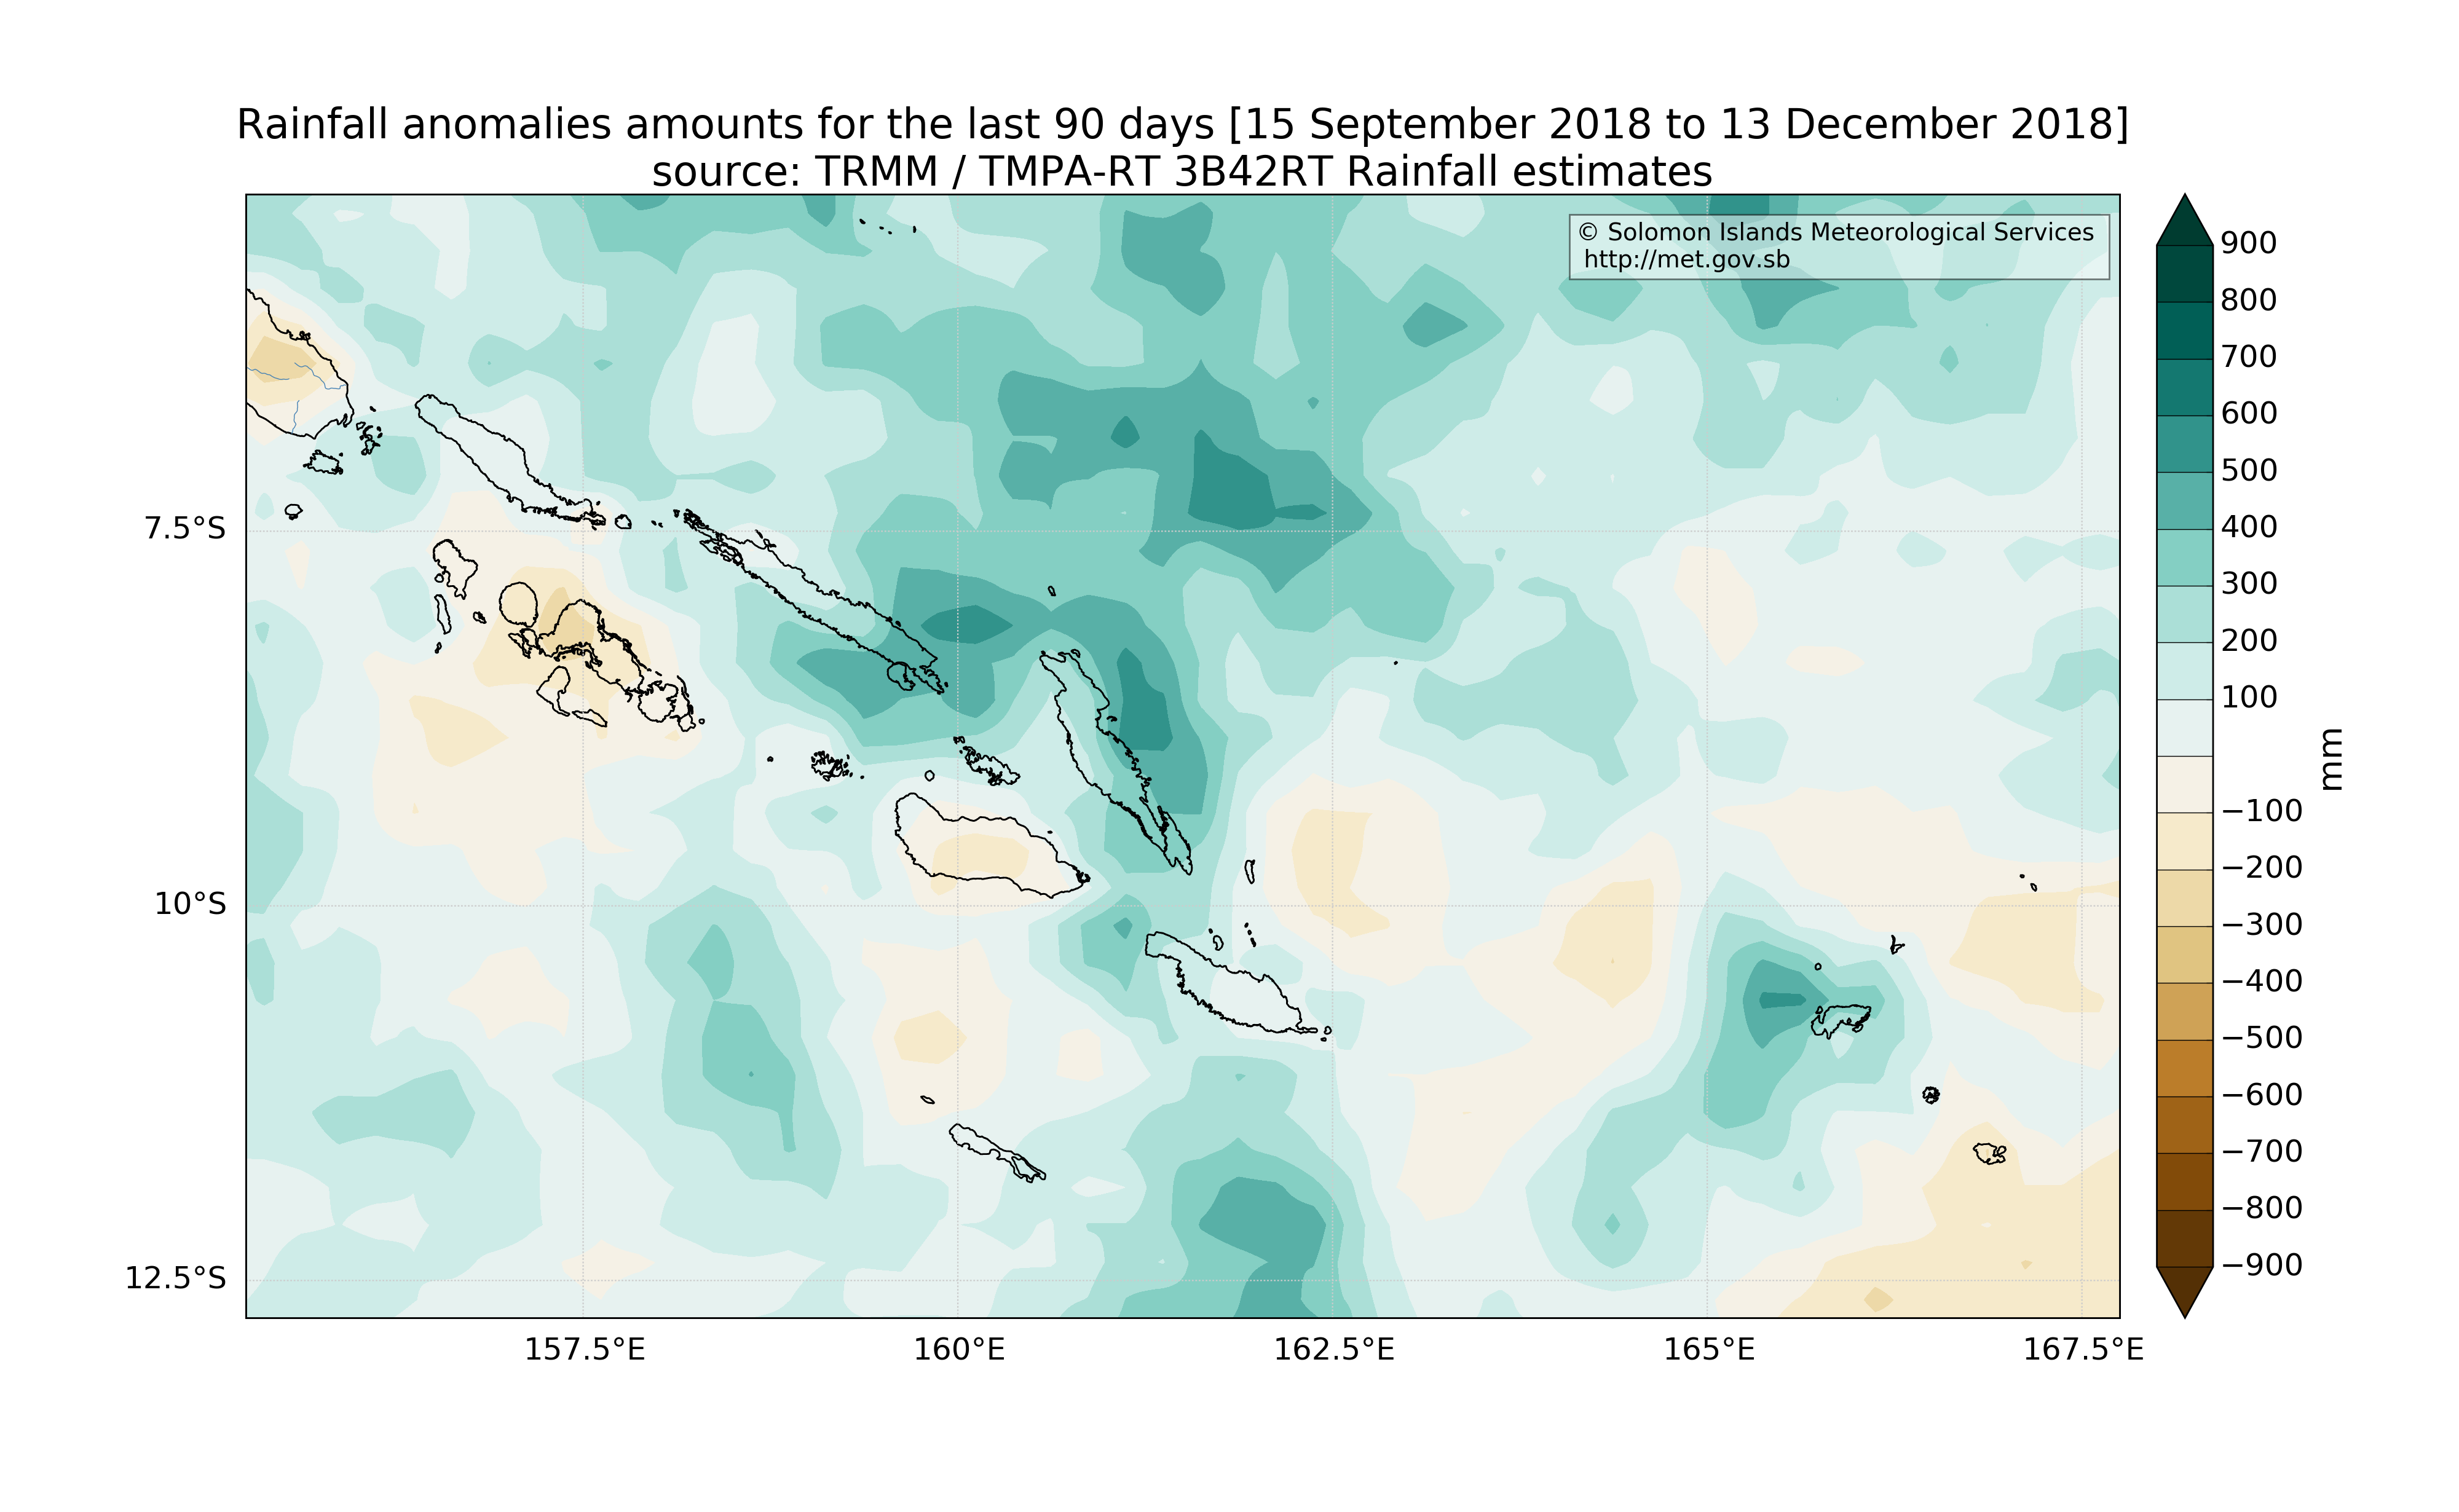 Rainfall anomalies amounts for the last 90 days [15 September 2018 to 13 December 2018]
source: TRMM / TMPA-RT 3B42RT Rainfall estimates
© Solomon Islands Meteorological Services
http://met.gov.sb
7.5°S
10°S
12.5°S
157.5°E
160°E
162.5°E
165°E
167.5°E
900
800
700
600
500
400
300
200
100
−100
−200
−300
−400
−500
−600
−700
−800
−900
mm